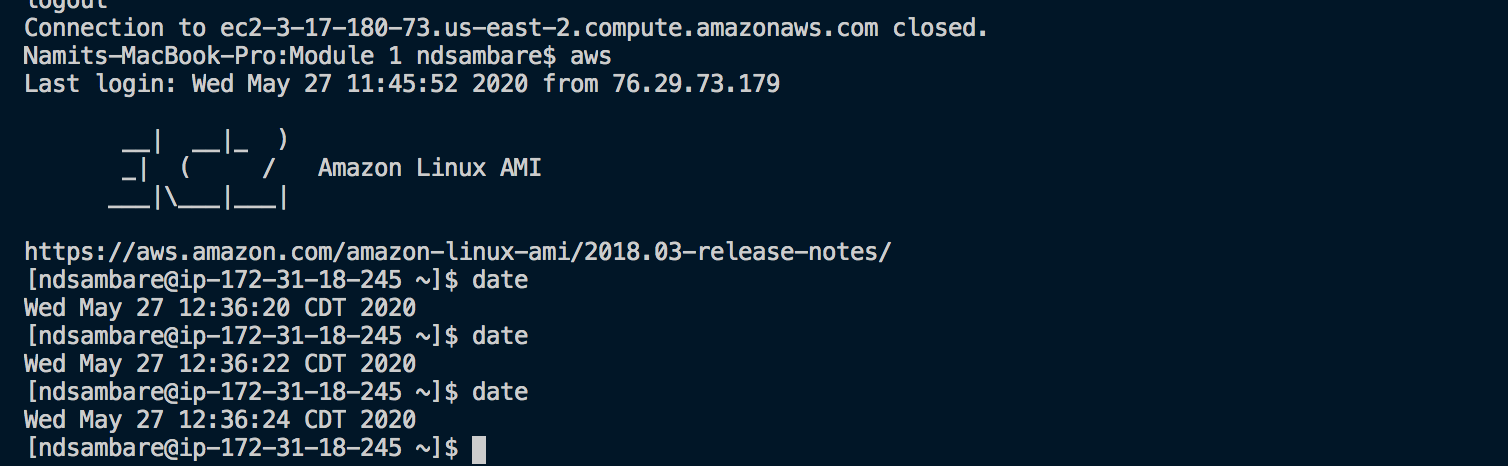 logout
Connection to ec2-3-17-180-73.us-east-2.compute.amazonaws.com closed.
Namits-MacBook-Pro:Module 1 ndsambare$ aws
Last login: Wed May 27 11:45:52 2020 from 76.29.73.179
       __|  __|_  )
       _|  (     /   Amazon Linux AMI
      ___|\___|___|
https://aws.amazon.com/amazon-linux-ami/2018.03-release-notes/
[ndsambare@ip-172-31-18-245 ~]$ date
Wed May 27 12:36:20 CDT 2020
[ndsambare@ip-172-31-18-245 ~]$ date
Wed May 27 12:36:22 CDT 2020
[ndsambare@ip-172-31-18-245 ~]$ date
Wed May 27 12:36:24 CDT 2020
[ndsambare@ip-172-31-18-245 ~]$